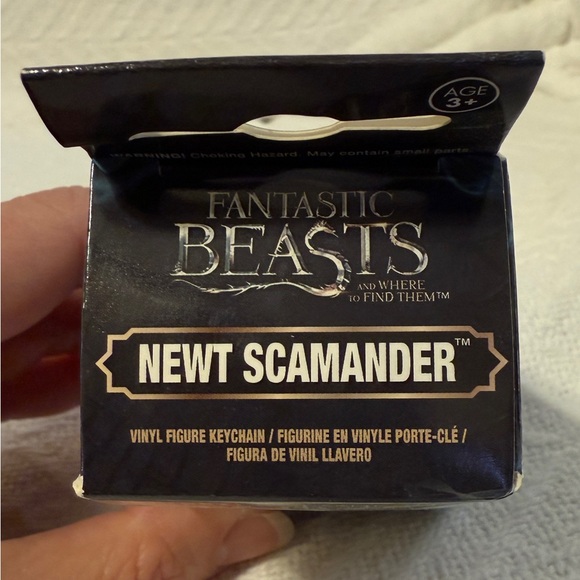 AGE
3+
WARNING! Choking Hazard. May contain small parts
FANTASTIC
BEASTS
AND WHERE
TO FIND THEM™
NEWT SCAMANDER™
VINYL FIGURE KEYCHAIN / FIGURINE EN VINYLE PORTE-CLÉ /
FIGURA DE VINIL LLAVERO